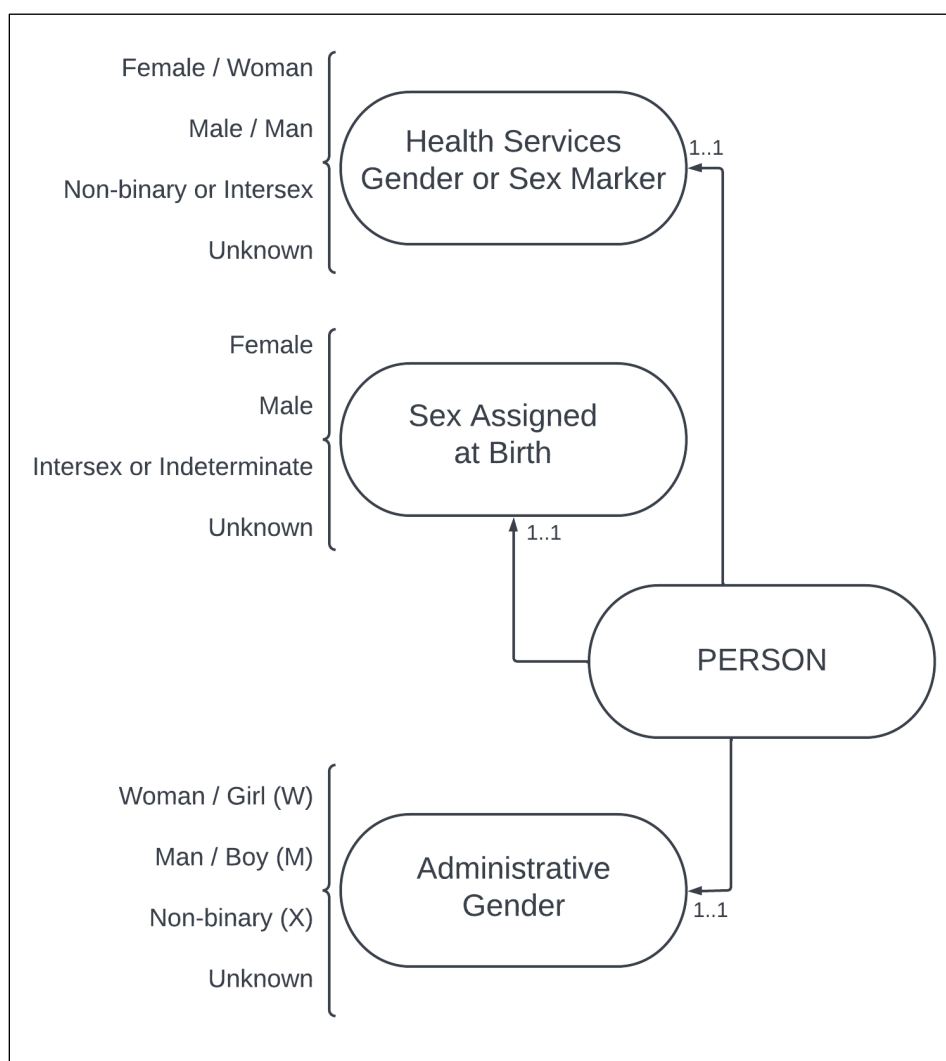 Female / Woman
Male / Man
Non-binary or Intersex
Unknown
Health Services
Gender or Sex Marker
1..1
Female
Male
Intersex or Indeterminate
Unknown
Sex Assigned
at Birth
1..1
PERSON
Woman / Girl (W)
Man / Boy (M)
Non-binary (X)
Unknown
Administrative
Gender
1..1